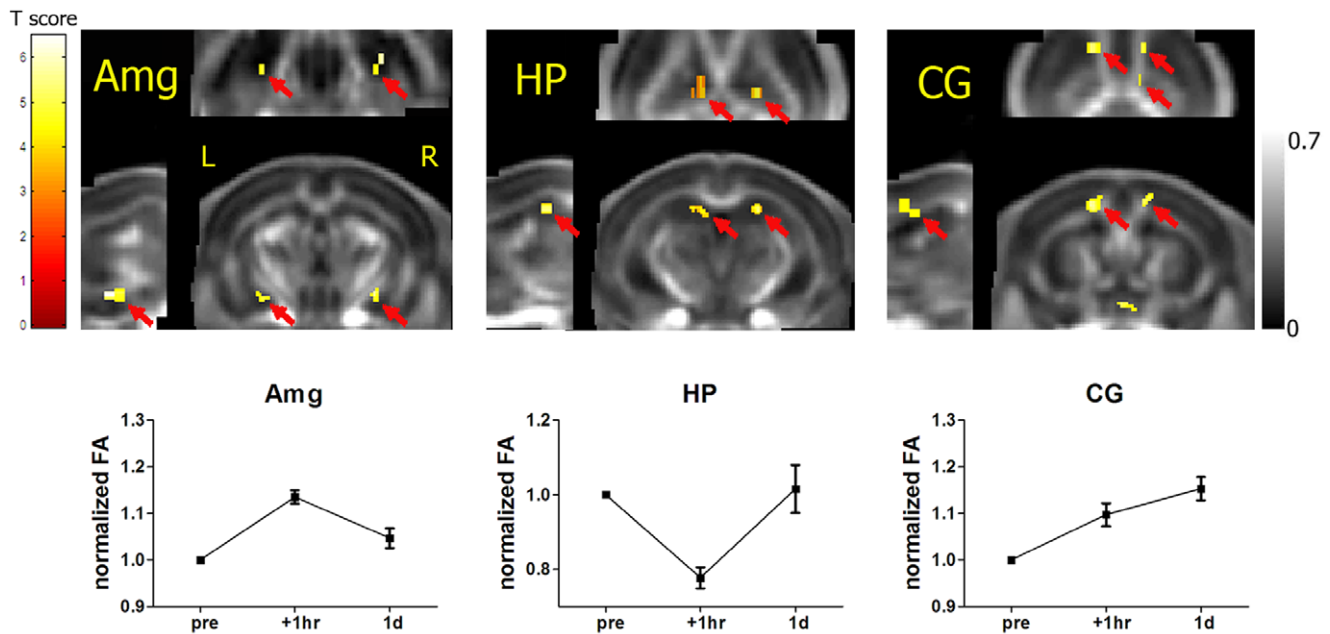 T score
6
5
4
3
2
1
0
Amg
L
R
HP
CG
0.7
0
Amg
normalized FA
1.3
1.2
1.1
1.0
0.9
pre
+1hr
1d
HP
normalized FA
1.2
1.0
0.8
pre
+1hr
1d
CG
normalized FA
1.3
1.2
1.1
1.0
0.9
pre
+1hr
1d